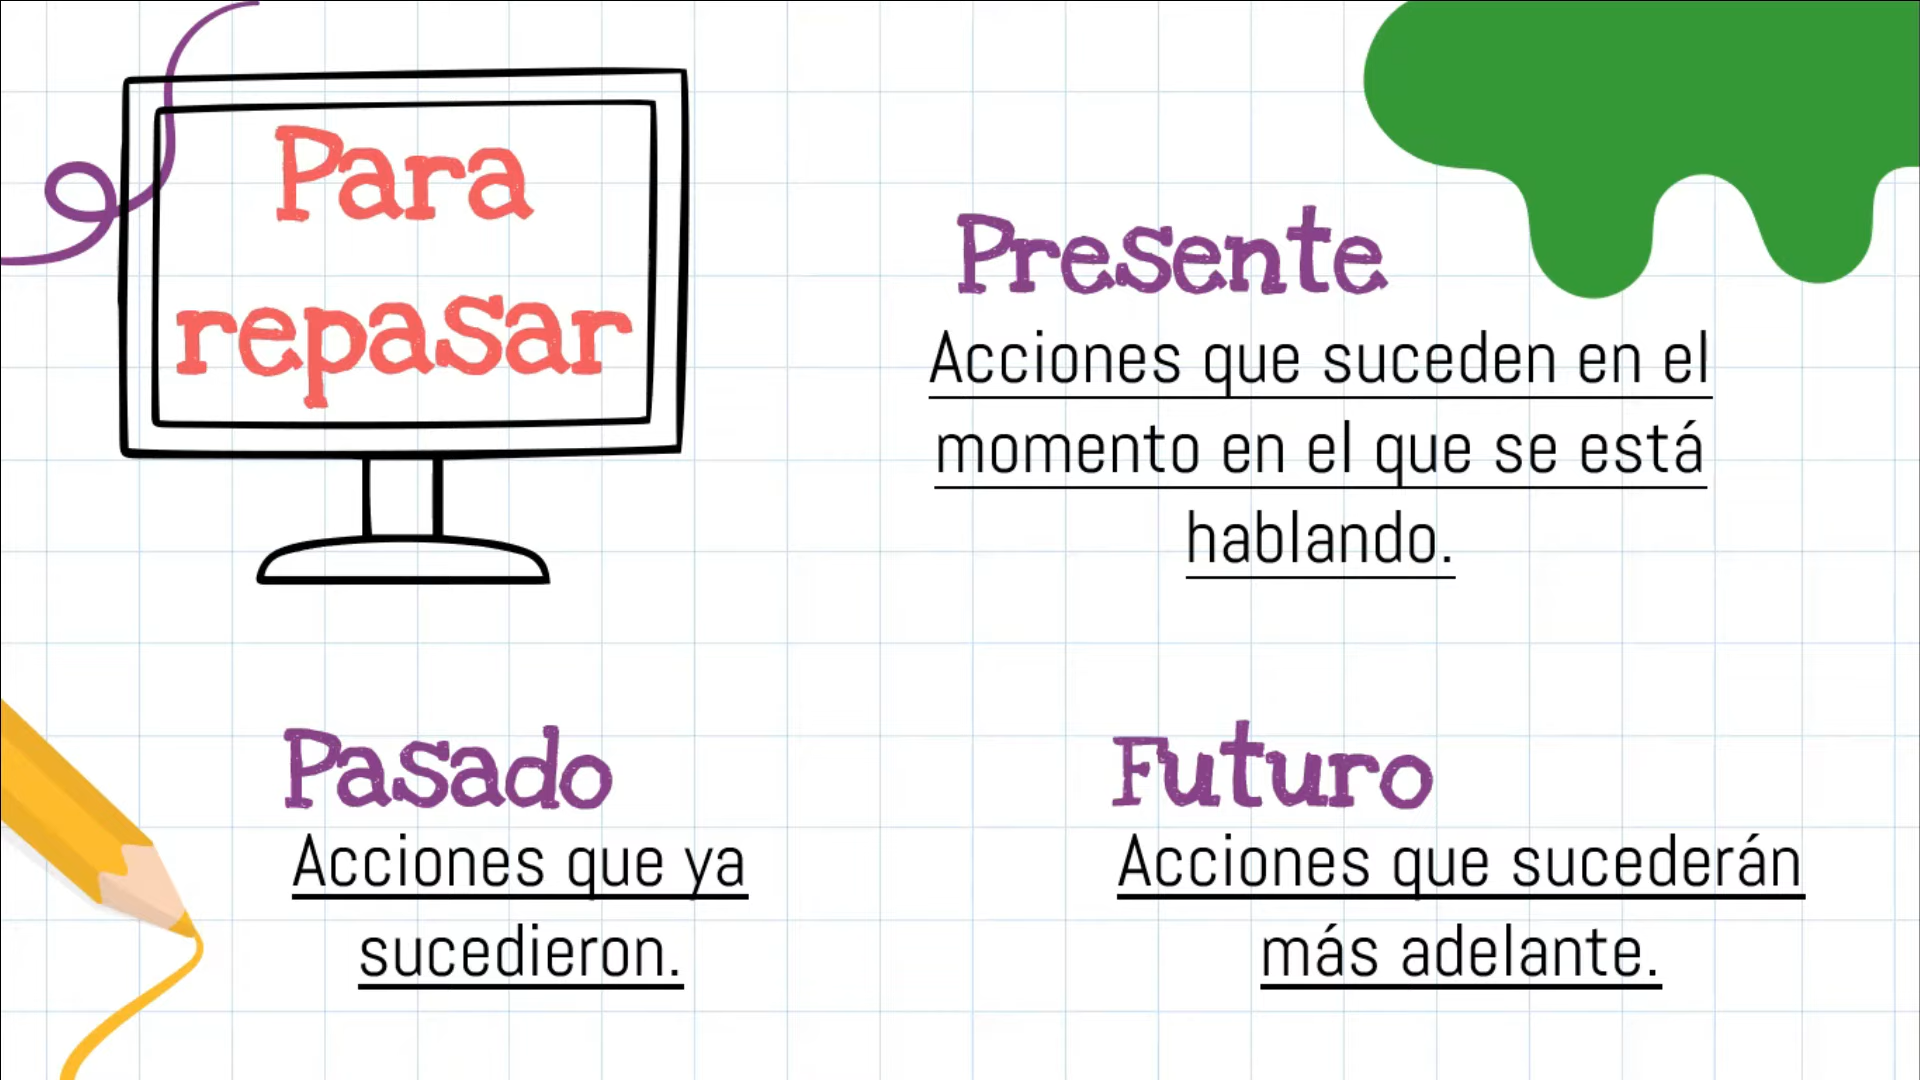 Para
repasar
Presente
Acciones que suceden en el
momento en el que se está
hablando.
Pasado
Acciones que ya
sucedieron.
Futuro
Acciones que sucederán
más adelante.